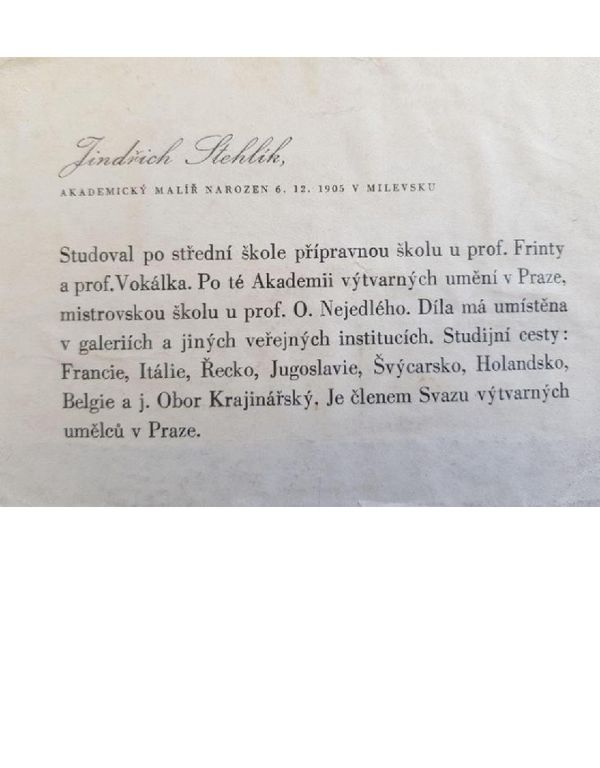 Jindřich Stehlík,
AKADEMICKÝ MALÍŘ NAROZEN 6. 12. 1905 V MILEVSKU
Studoval po střední škole přípravnou školu u prof. Frinty
a prof. Vokálka. Po té Akademii výtvarných umění v Praze,
mistrovskou školu u prof. O. Nejedlého. Díla má umístěna
v galeriích a jiných veřejných institucích. Studijní cesty:
Francie, Itálie, Řecko, Jugoslavie, Švýcarsko, Holandsko,
Belgie a j. Obor Krajinářský. Je členem Svazu výtvarných
umělců v Praze.